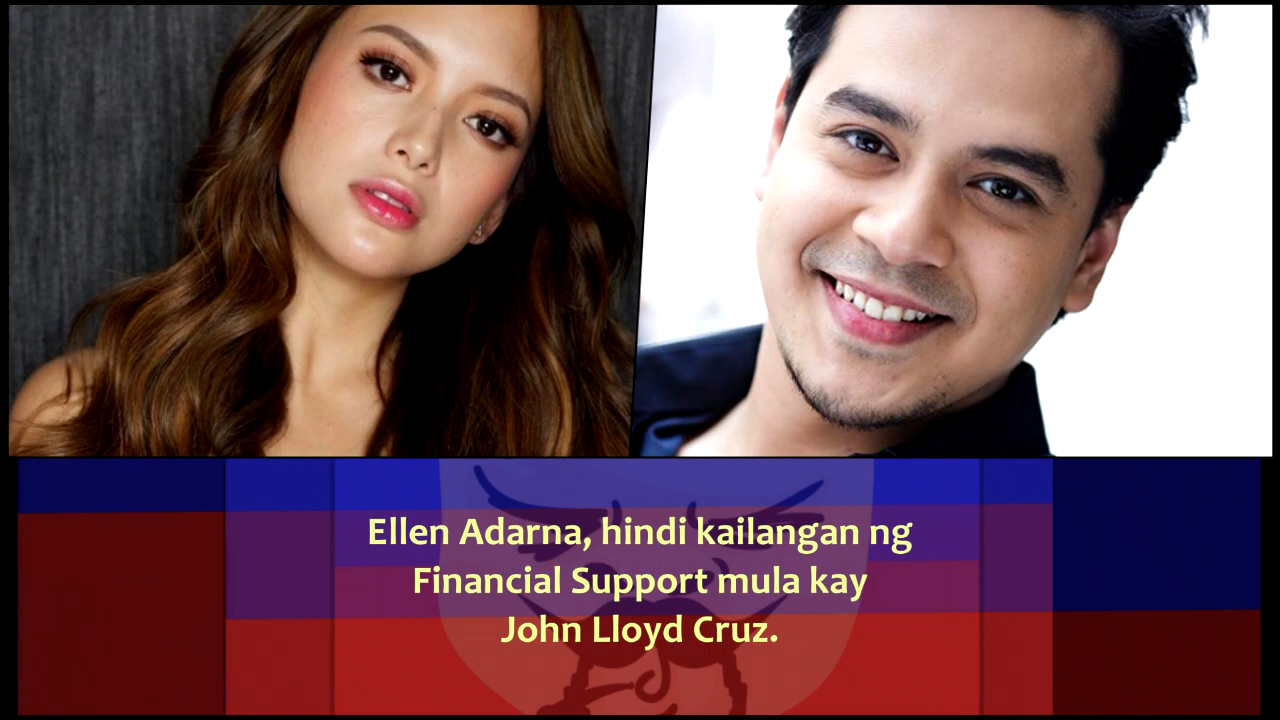 Ellen Adarna, hindi kailangan ng
Financial Support mula kay
John Lloyd Cruz.